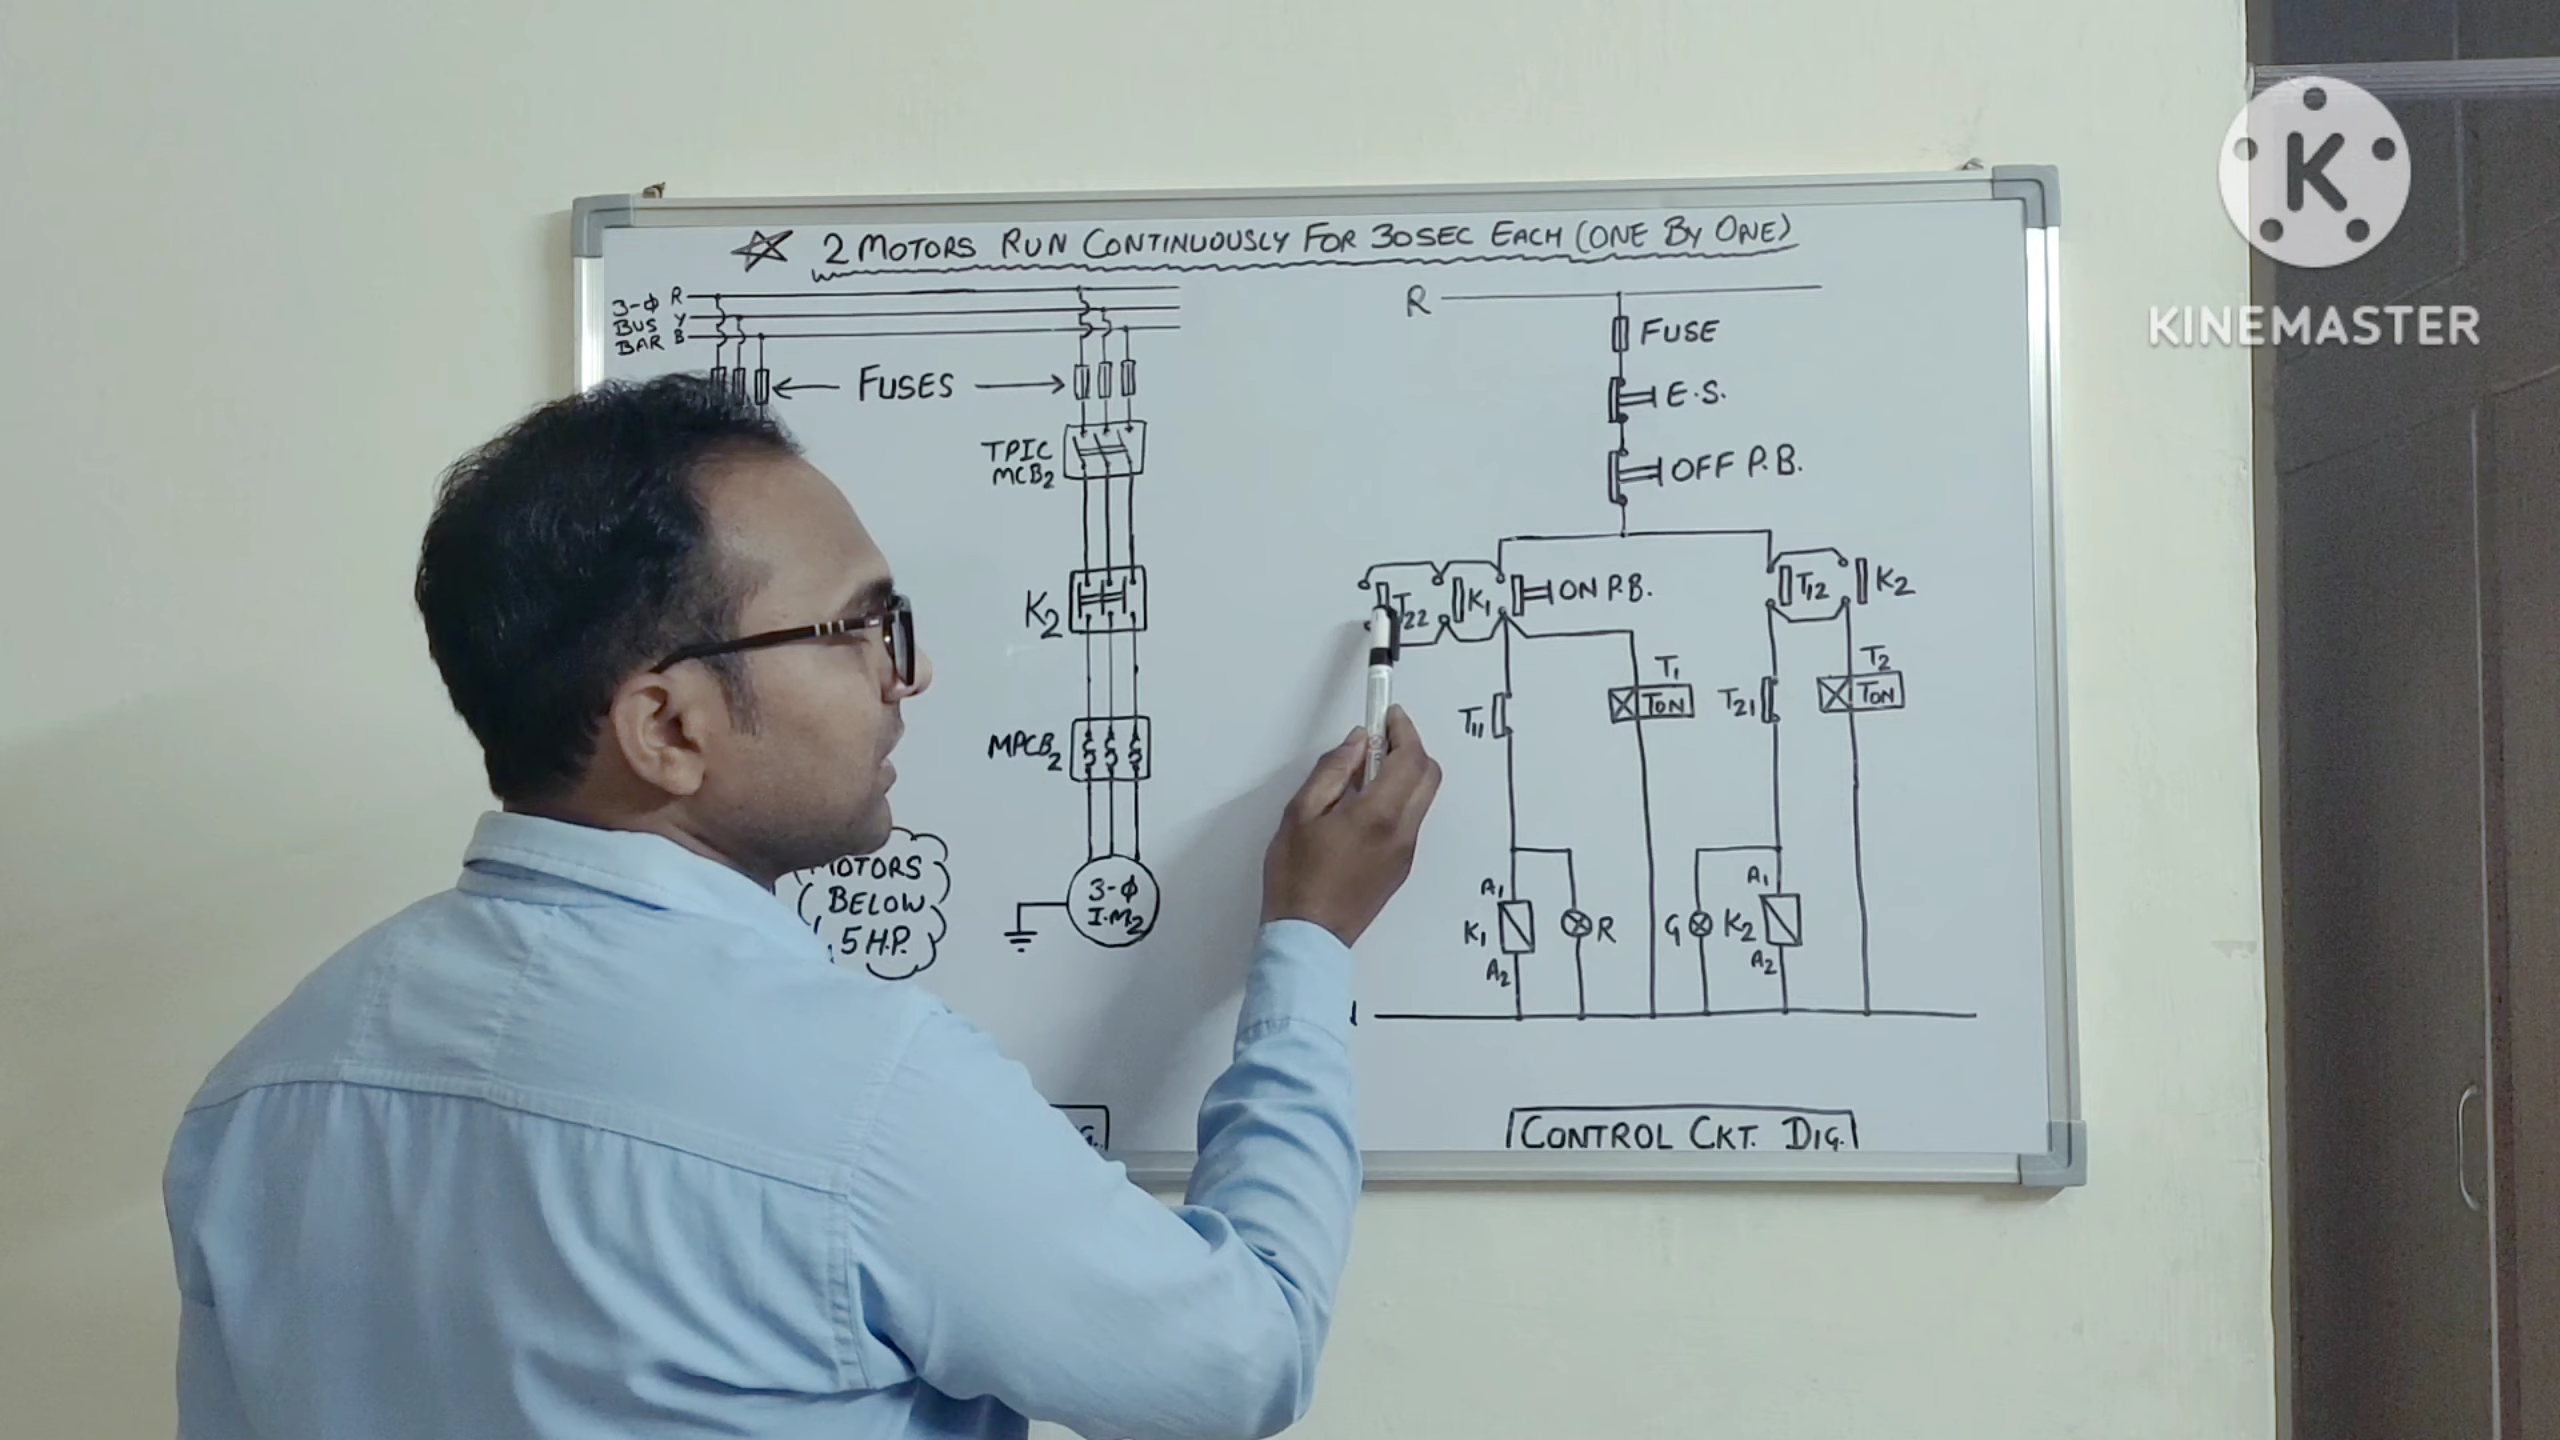 2 MOTORS RUN CONTINUOUSLY FOR 30SEC EACH (ONE BY ONE)
3-Φ R
BUS Y
BAR B
FUSES
TPIC
MCB2
K2
MPCB2
3-Φ
I.M2
MOTORS
BELOW
5 H.P.
R
FUSE
E.S.
OFF P.B.
T22
K1
ON P.B.
T12
K2
T11
T1
TON
T21
T2
TON
A1
K1
A2
R
G
A1
K2
A2
CONTROL CKT. DIG.
K
KINEMASTER